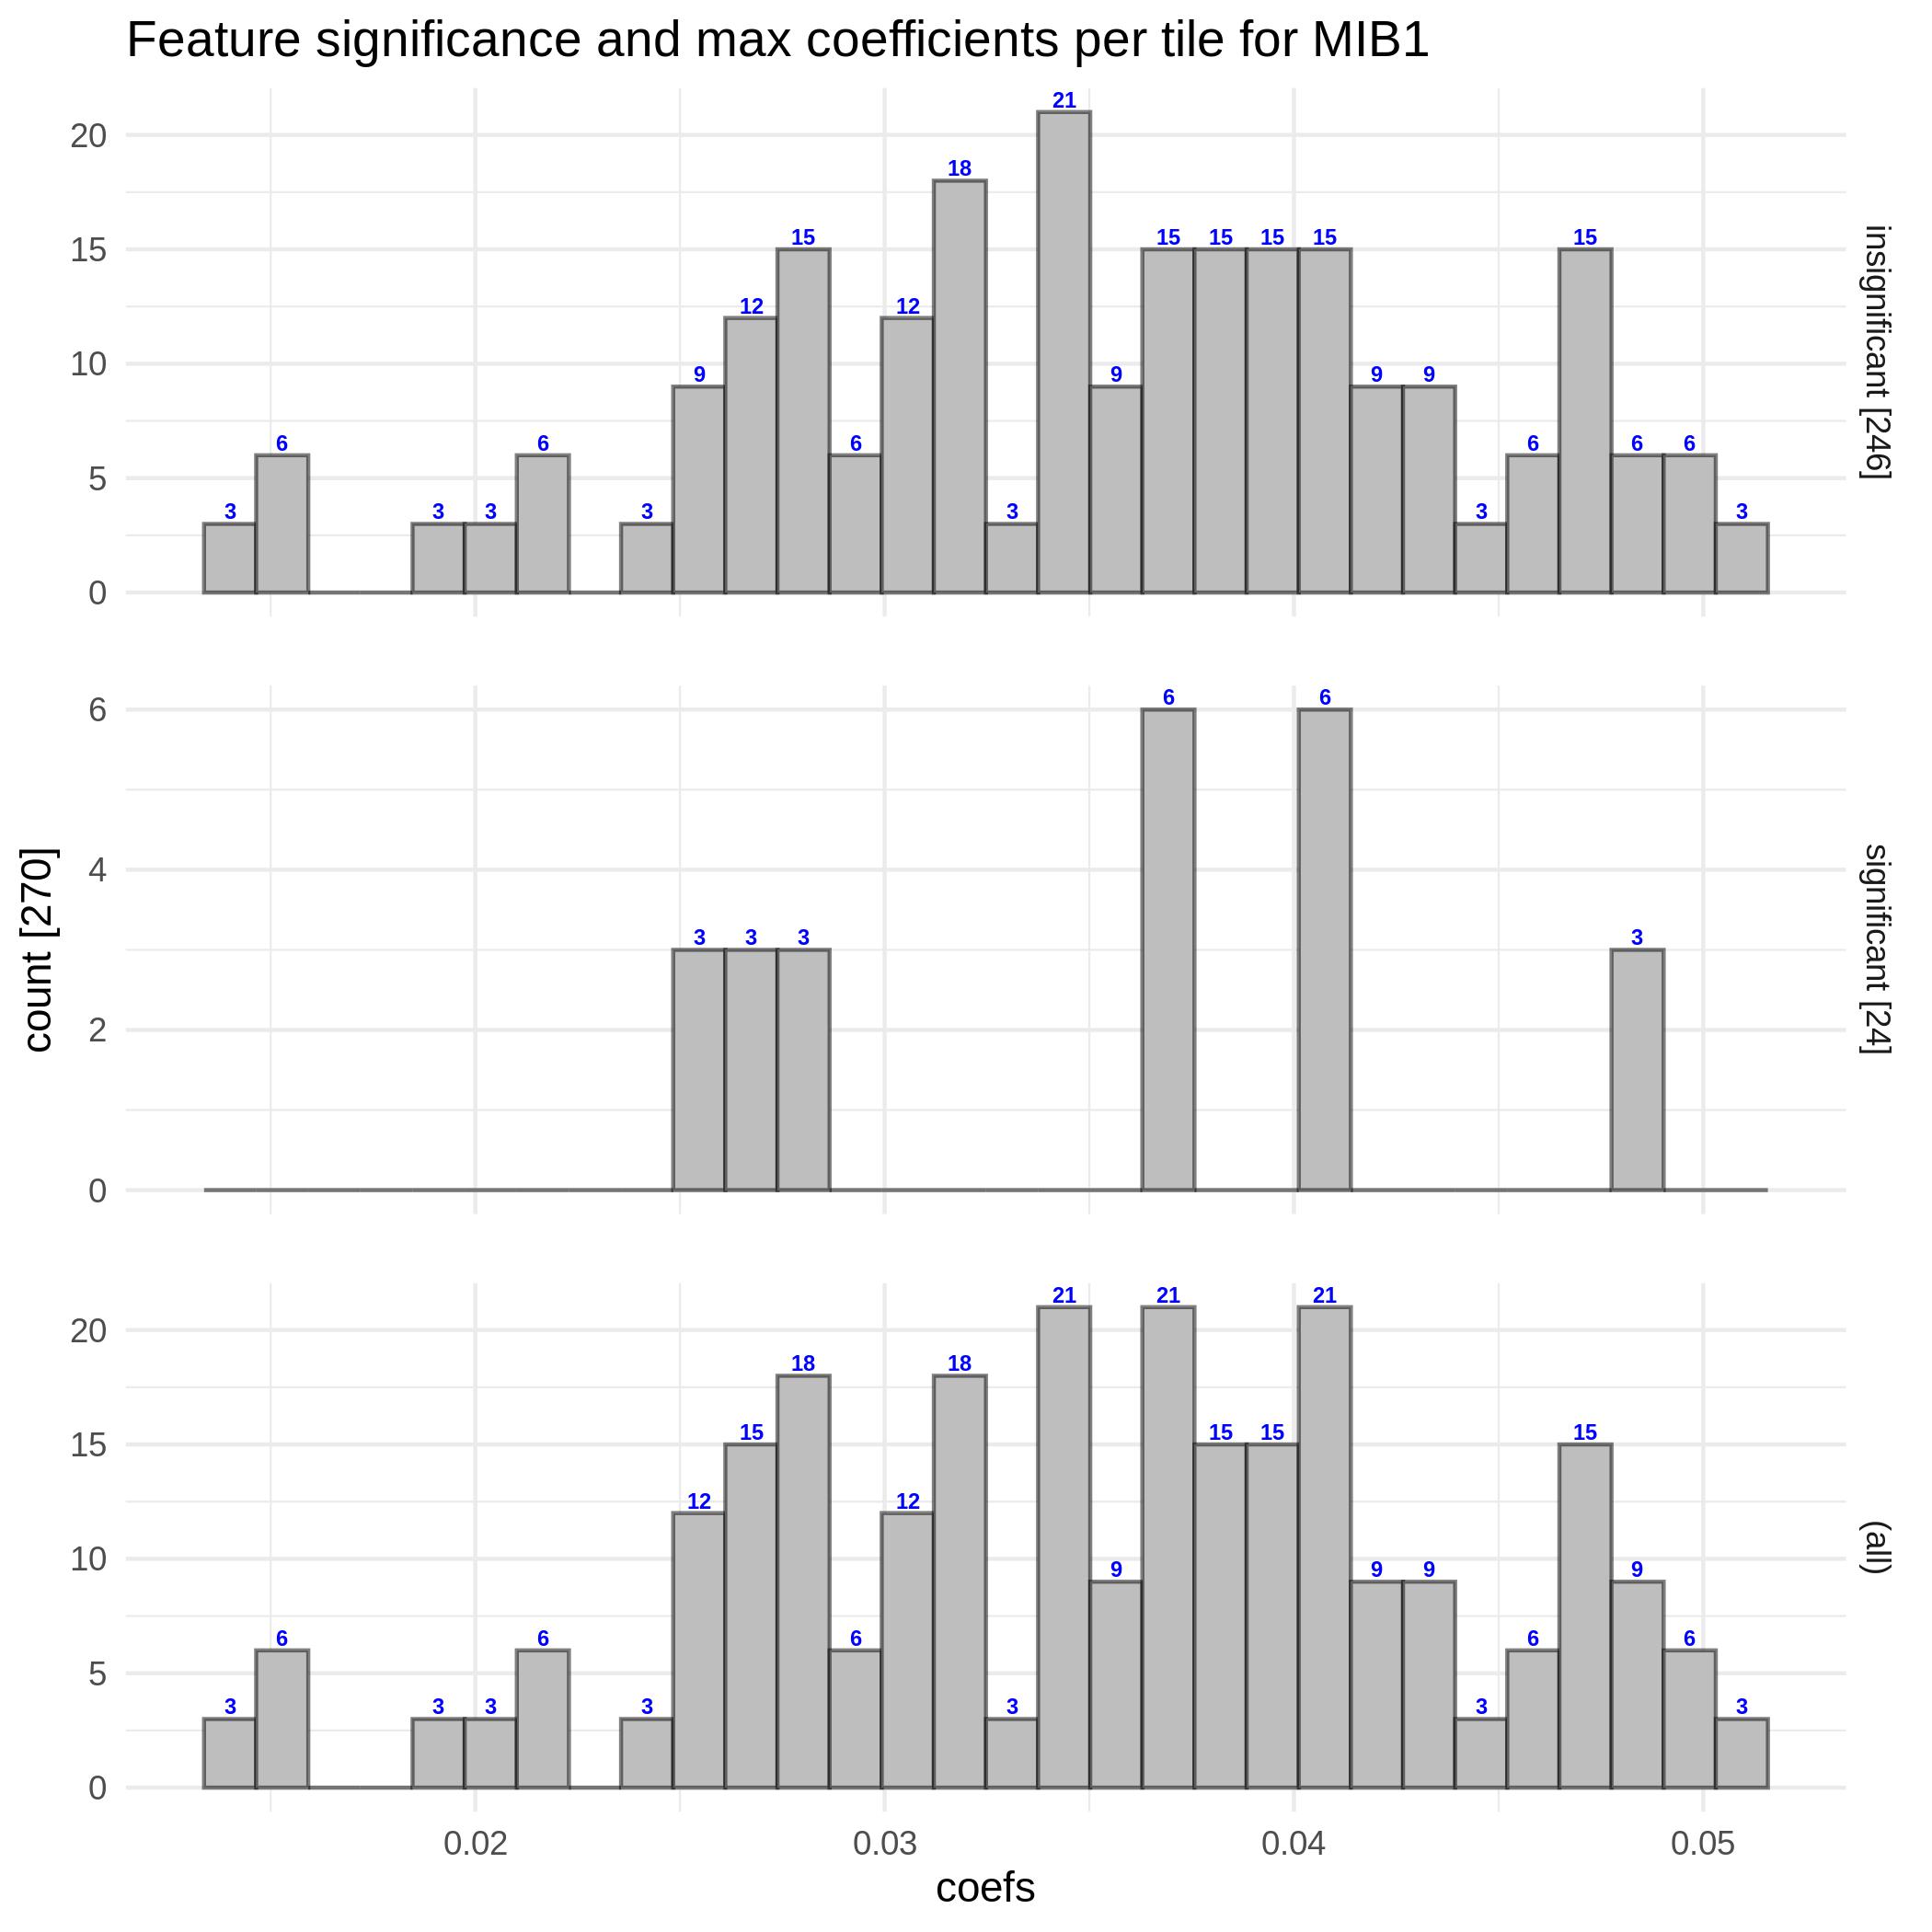 Feature significance and max coefficients per tile for MIB1
21
20
18
15
15 15 15 15 15
15
12 12
10
9 9 9 9
6 6 6 6 6 6
5
3 3 3 3 3 3 3
0
insignificant [246]
6 6
6
4
3 3 3 3
2
0
significant [24]
count [270]
21 21 21
20
18 18
15
15 15 15 15
12 12
10
9 9 9 9
6 6 6 6 6
5
3 3 3 3 3 3 3
0
(all)
0.02 0.03 0.04 0.05
coefs